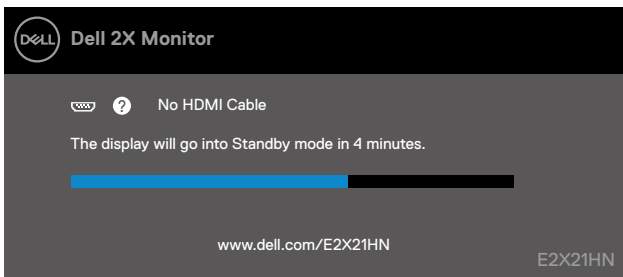 DELL
Dell 2X Monitor
? No HDMI Cable
The display will go into Standby mode in 4 minutes.
www.dell.com/E2X21HN
E2X21HN